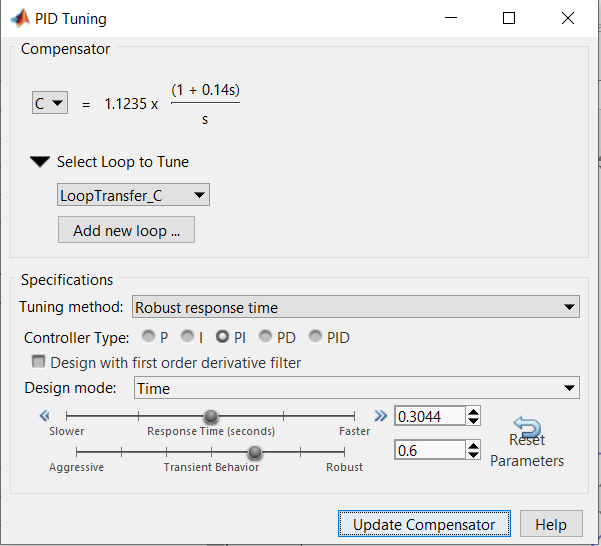 PID Tuning
Compensator
C = 1.1235 x (1 + 0.14s)
s
Select Loop to Tune
LoopTransfer_C
Add new loop ...
Specifications
Tuning method: Robust response time
Controller Type: P I PI PD PID
Design with first order derivative filter
Design mode: Time
0.3044
Slower Response Time (seconds) Faster
Reset
0.6
Parameters
Aggressive Transient Behavior Robust
Update Compensator Help